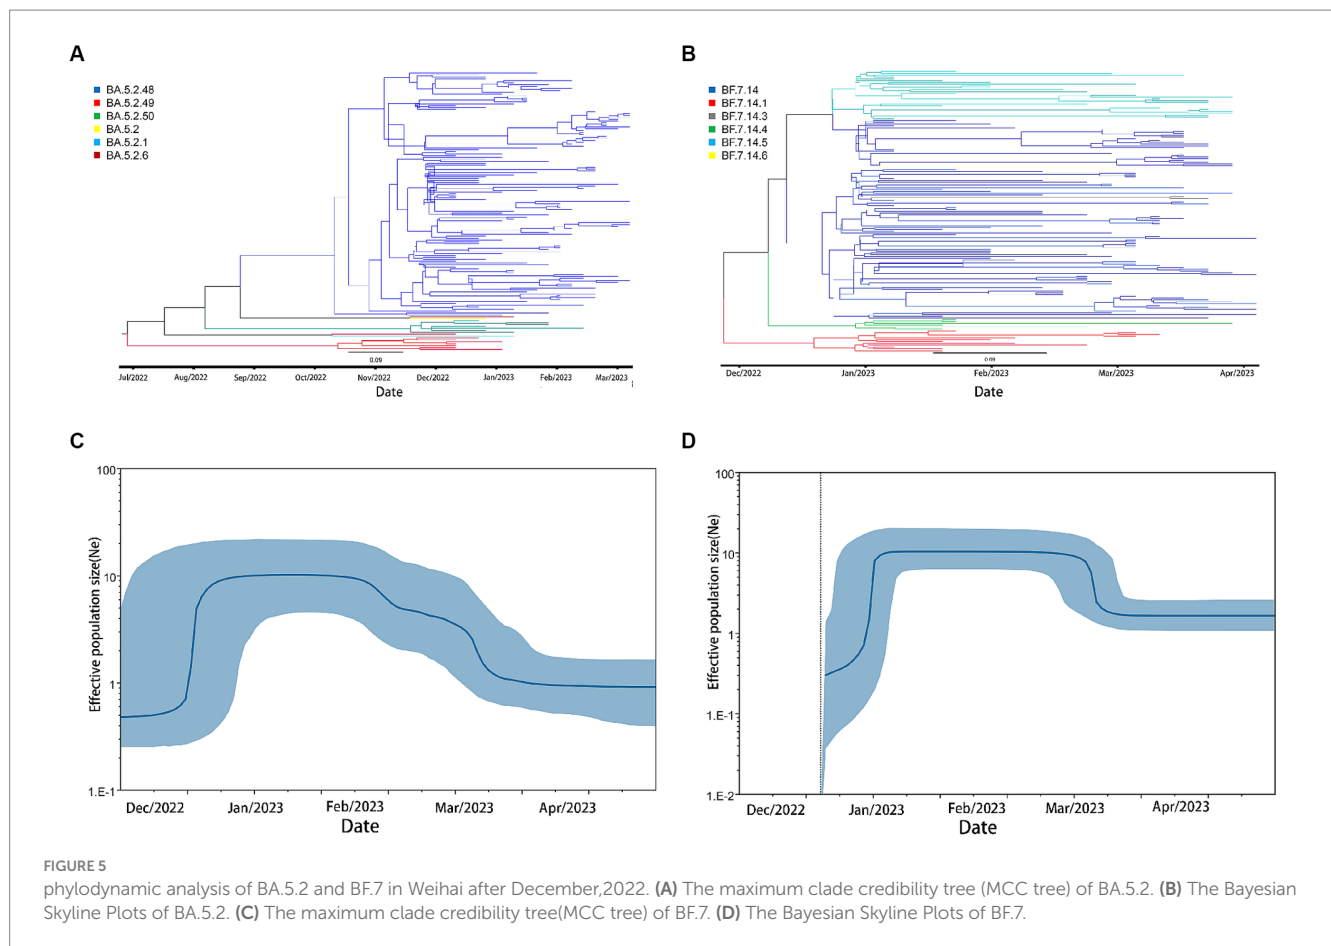 A
BA.5.2.48
BA.5.2.49
BA.5.2.50
BA.5.2
BA.5.2.1
BA.5.2.6
0.09
Jul/2022 Aug/2022 Sep/2022 Oct/2022 Nov/2022 Dec/2022 Jan/2023 Feb/2023 Mar/2023
Date
B
BF.7.14
BF.7.14.1
BF.7.14.3
BF.7.14.4
BF.7.14.5
BF.7.14.6
Dec/2022 Jan/2023 Feb/2023 Mar/2023 Apr/2023
Date
C
Effective population size(Ne)
100
10
1
1.E-1
Dec/2022 Jan/2023 Feb/2023 Mar/2023 Apr/2023
Date
D
Effective population size(Ne)
100
10
1
1.E-1
1.E-2
Dec/2022 Jan/2023 Feb/2023 Mar/2023 Apr/2023
Date
FIGURE 5
phylodynamic analysis of BA.5.2 and BF.7 in Weihai after December,2022. (A) The maximum clade credibility tree (MCC tree) of BA.5.2. (B) The Bayesian
Skyline Plots of BA.5.2. (C) The maximum clade credibility tree(MCC tree) of BF.7. (D) The Bayesian Skyline Plots of BF.7.